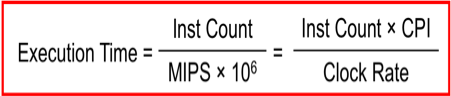 Execution Time = Inst Count / MIPS × 10⁶ = Inst Count × CPI / Clock Rate